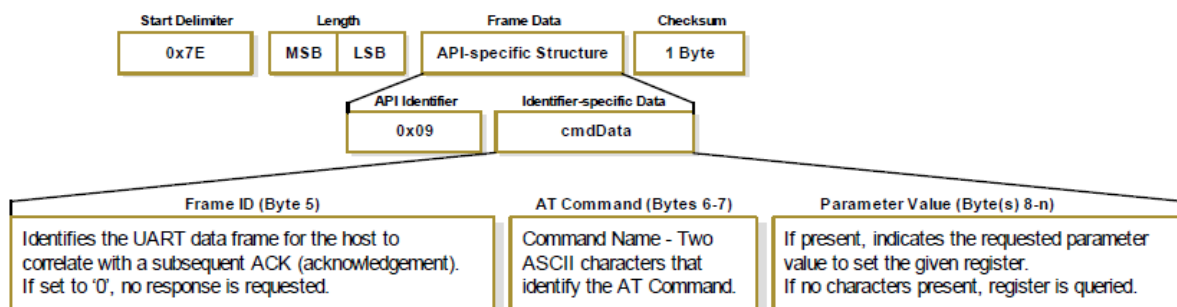 Start Delimiter
Length
Frame Data
Checksum
0x7E
MSB
LSB
API-specific Structure
1 Byte
API Identifier
Identifier-specific Data
0x09
cmdData
Frame ID (Byte 5)
Identifies the UART data frame for the host to
correlate with a subsequent ACK (acknowledgement).
If set to ‘0’, no response is requested.
AT Command (Bytes 6-7)
Command Name - Two
ASCII characters that
identify the AT Command.
Parameter Value (Byte(s) 8-n)
If present, indicates the requested parameter
value to set the given register.
If no characters present, register is queried.